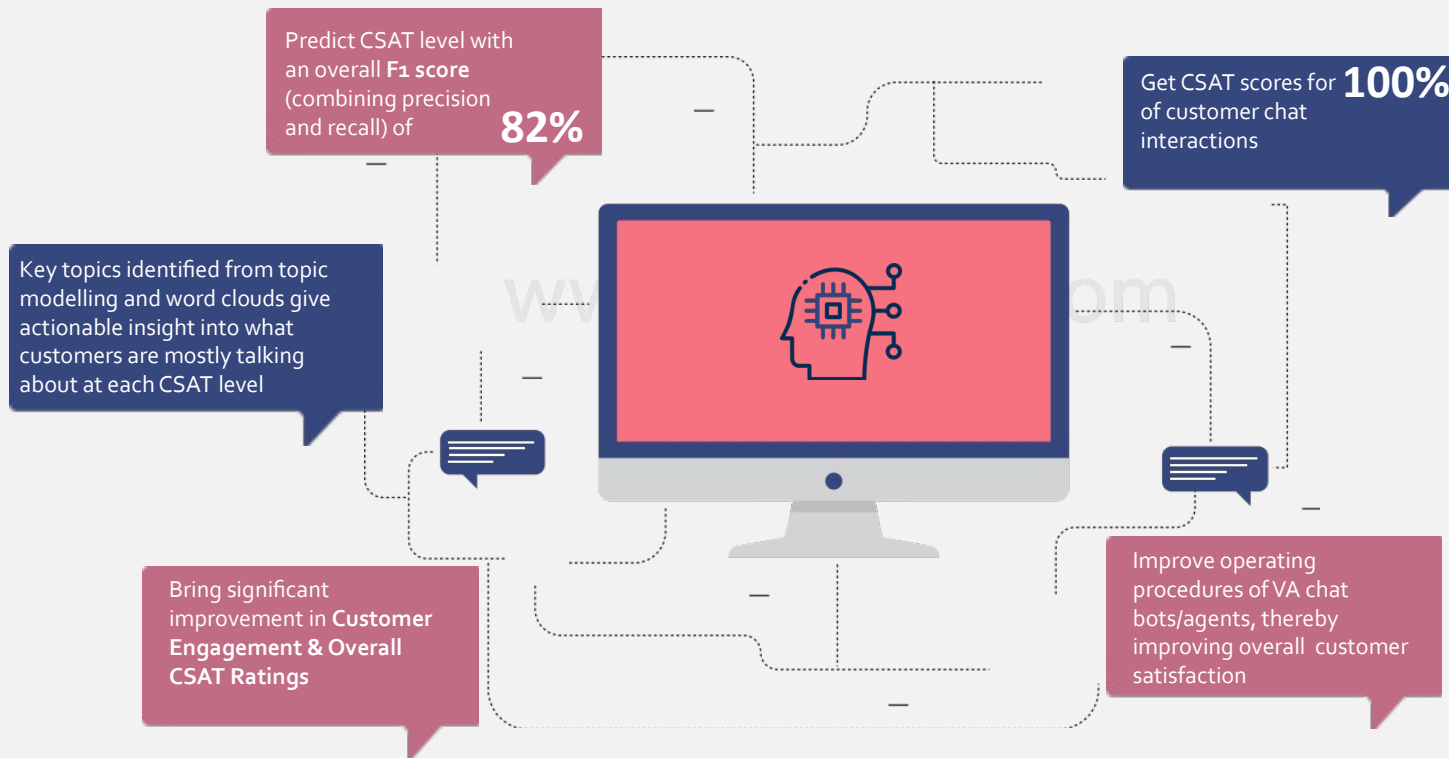 Predict CSAT level with
an overall F1 score
(combining precision
and recall) of 82%
Get CSAT scores for 100%
of customer chat
interactions
Key topics identified from topic
modelling and word clouds give
actionable insight into what
customers are mostly talking
about at each CSAT level
Bring significant
improvement in Customer
Engagement & Overall
CSAT Ratings
Improve operating
procedures of VA chat
bots/agents, thereby
improving overall customer
satisfaction